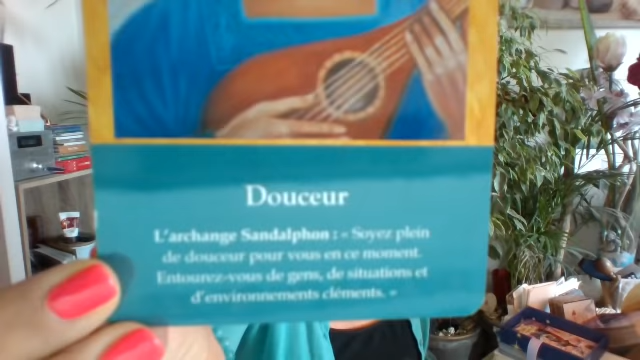 Douceur
L'archange Sandalphon : « Soyez plein
de douceur pour vous en ce moment.
Entourez-vous de gens, de situations et
d'environnements cléments. »